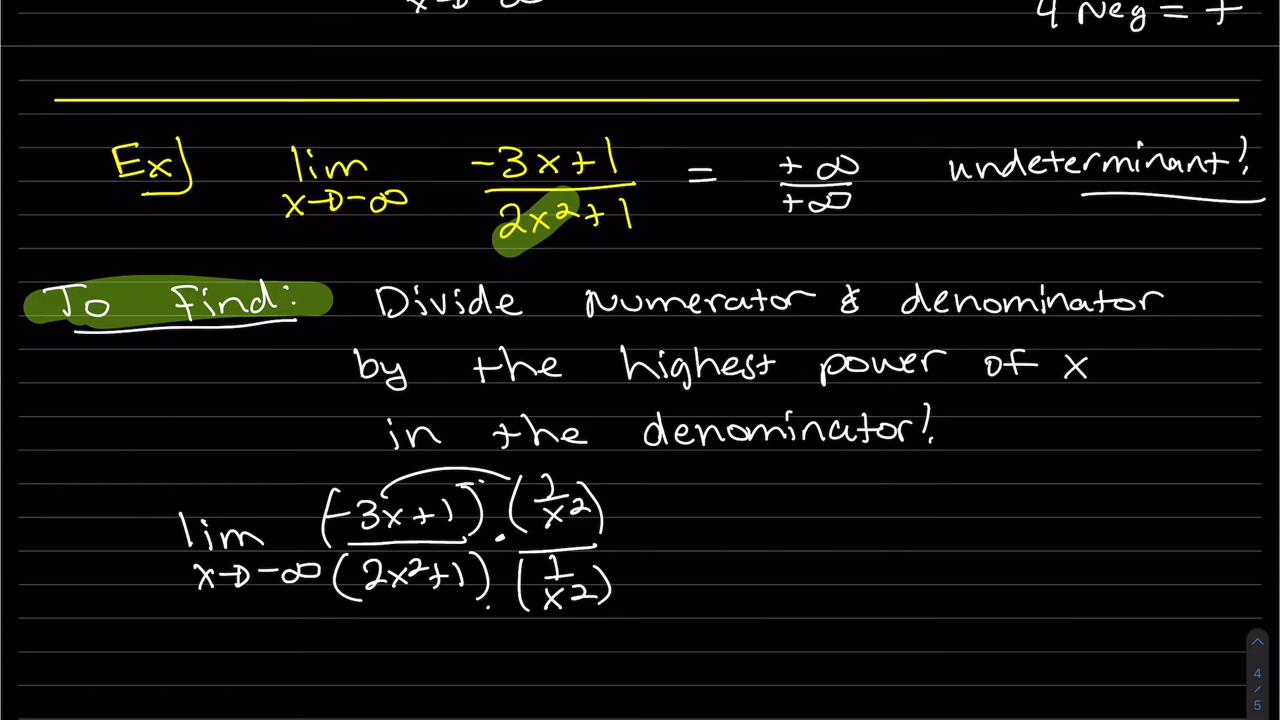 x→-∞
4 Neg = +
Ex) lim x→-∞ -3x+1 / 2x²+1 = +∞ / +∞ undeterminant!
To find: Divide numerator & denominator
by the highest power of x
in the denominator!
lim x→-∞ (-3x+1) / (2x²+1) · (1/x²) / (1/x²)
4
/
5